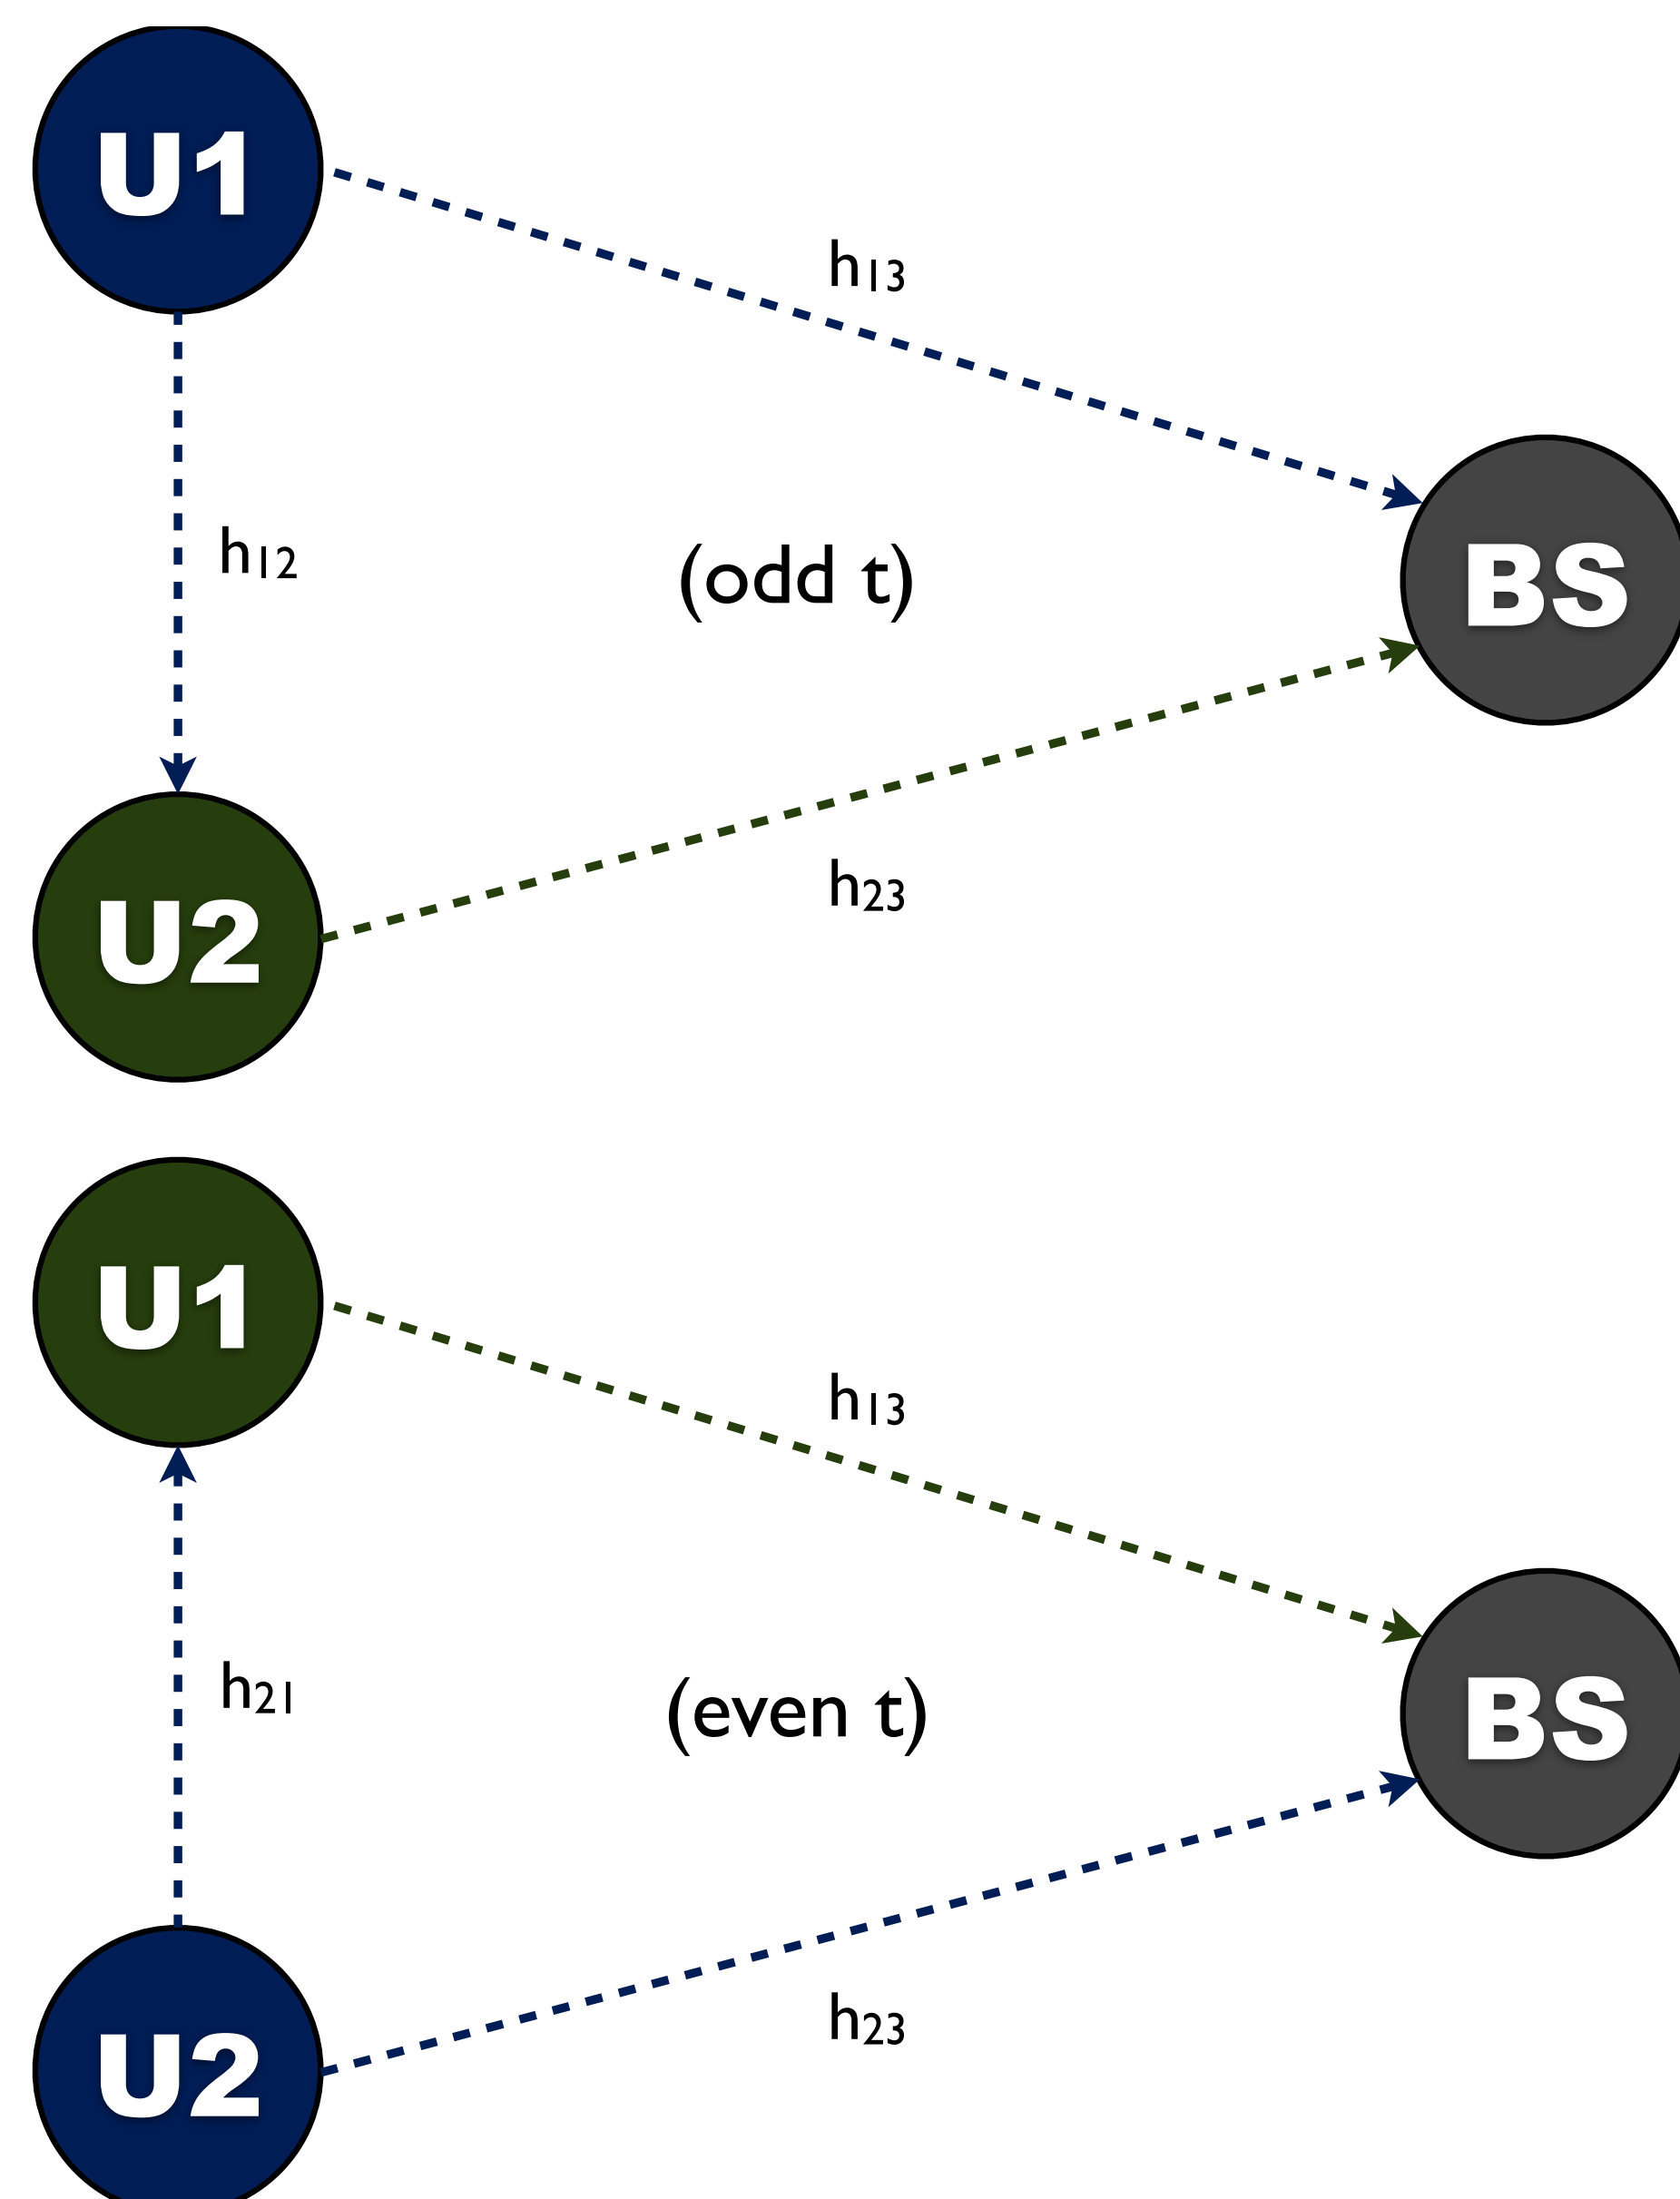 U1
h13
h12
(odd t)
BS
h23
U2
U1
h13
h21
(even t)
BS
h23
U2